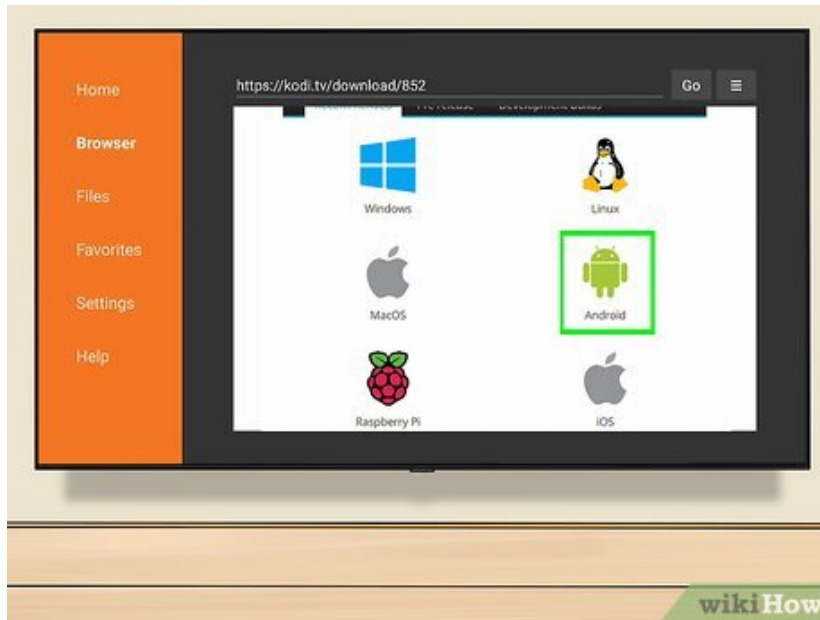 Home
Browser
Files
Favorites
Settings
Help
https://kodi.tv/download/852
Go
Windows
Linux
MacOS
Android
Raspberry Pi
iOS
wikiHow